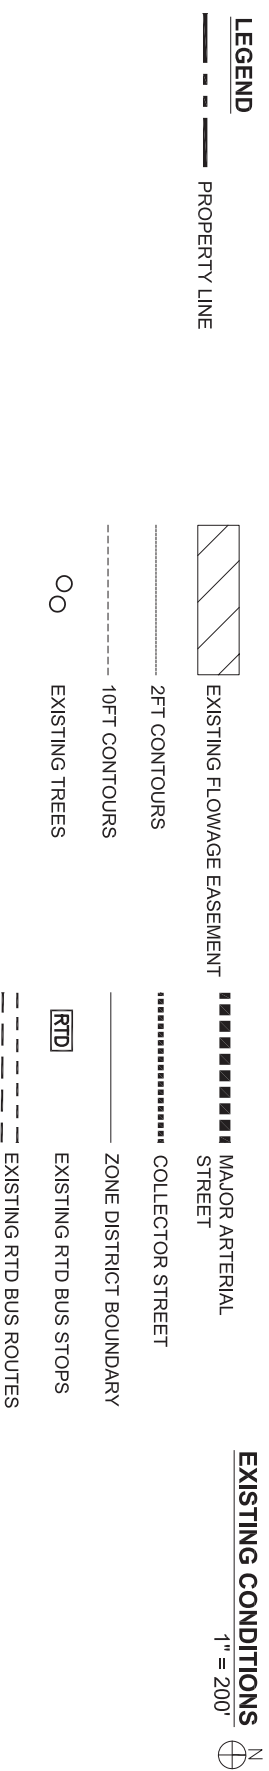 LEGEND
PROPERTY LINE
EXISTING FLOWAGE EASEMENT
2FT CONTOURS
10FT CONTOURS
EXISTING TREES
MAJOR ARTERIAL
STREET
COLLECTOR STREET
ZONE DISTRICT BOUNDARY
RTD
EXISTING RTD BUS STOPS
EXISTING RTD BUS ROUTES
EXISTING CONDITIONS
1" = 200'
N